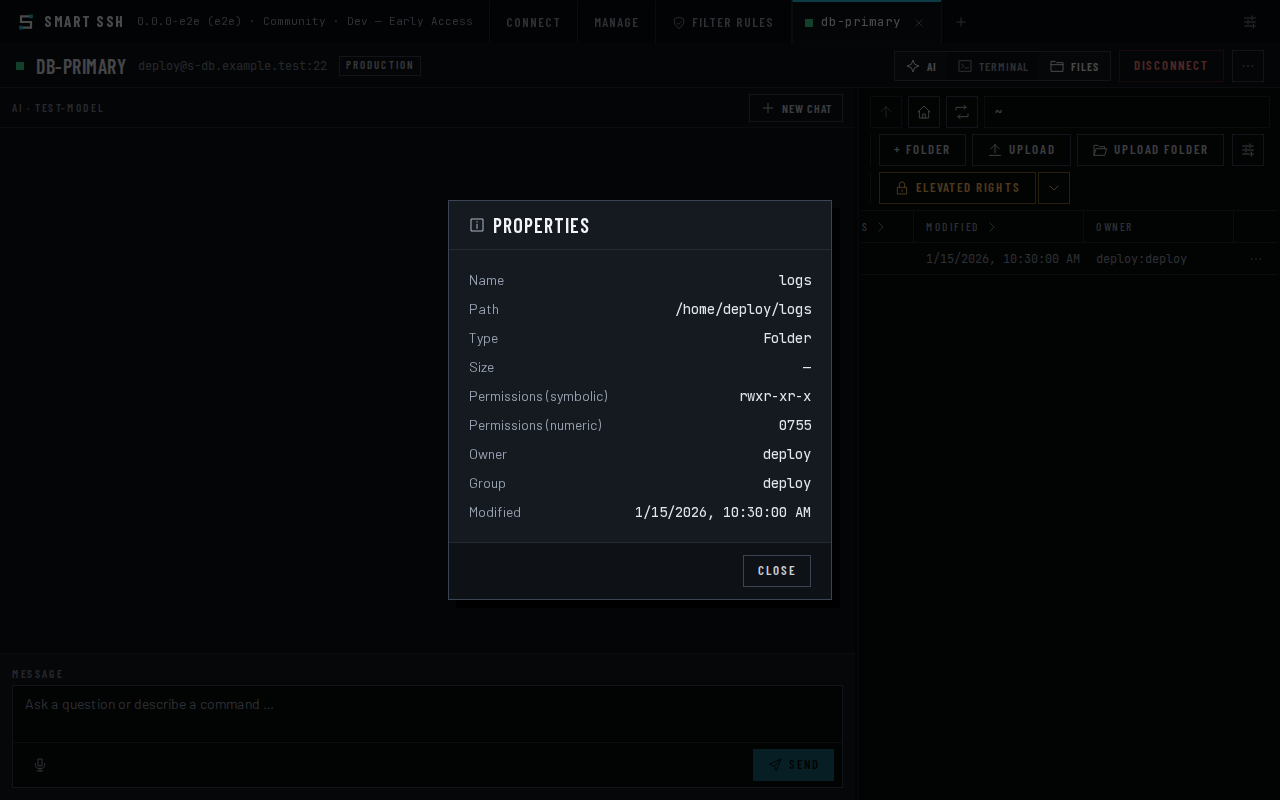 SMART SSH 0.0.0-e2e (e2e) · Community · Dev — Early Access CONNECT MANAGE FILTER RULES db-primary
DB-PRIMARY deploy@s-db.example.test:22 PRODUCTION AI TERMINAL FILES DISCONNECT ...
AI · TEST-MODEL NEW CHAT ~
+ FOLDER UPLOAD UPLOAD FOLDER
ELEVATED RIGHTS
S MODIFIED OWNER
1/15/2026, 10:30:00 AM deploy:deploy ...
PROPERTIES
Name logs
Path /home/deploy/logs
Type Folder
Size —
Permissions (symbolic) rwxr-xr-x
Permissions (numeric) 0755
Owner deploy
Group deploy
Modified 1/15/2026, 10:30:00 AM
CLOSE
MESSAGE
Ask a question or describe a command ...
SEND